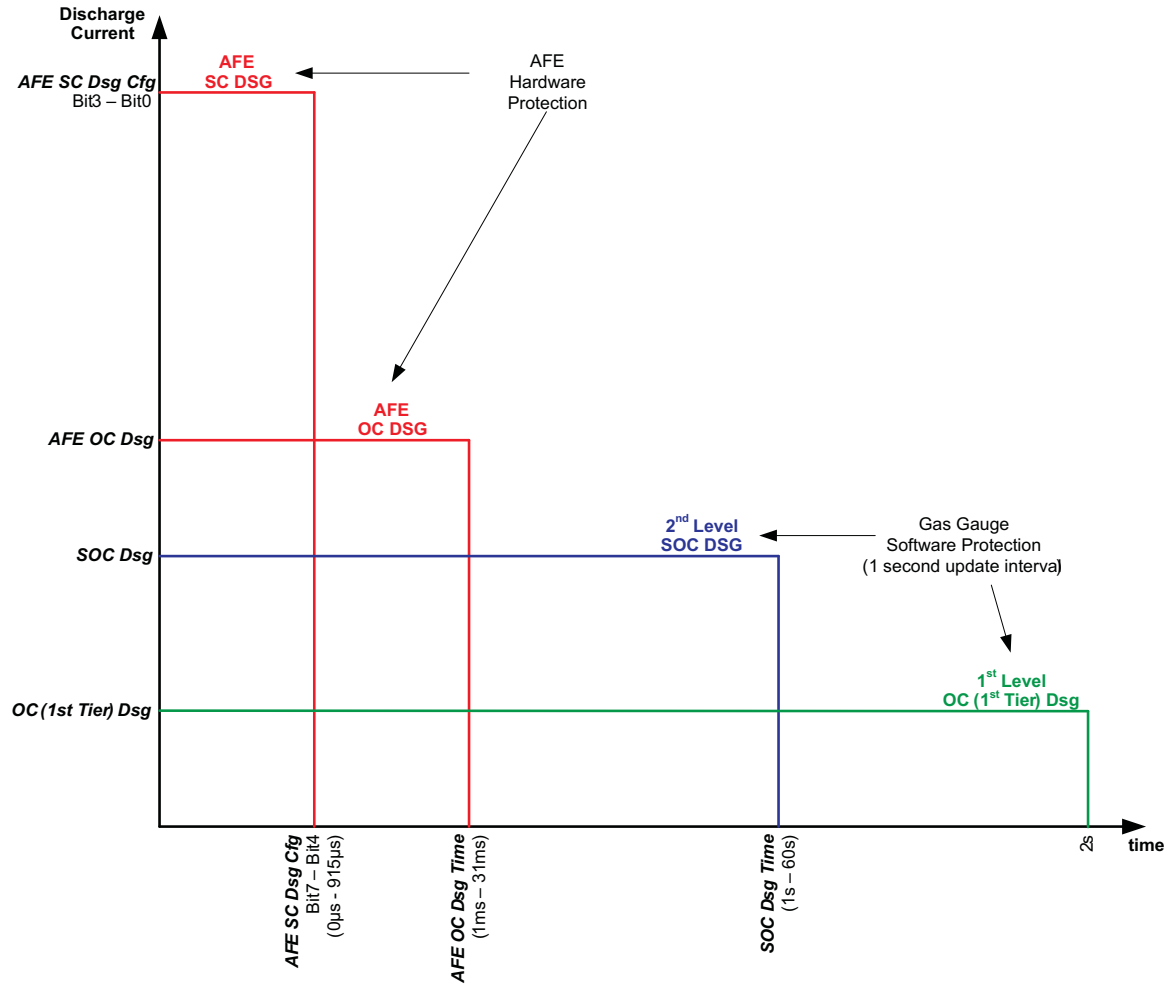 Discharge
Current
AFE SC Dsg Cfg
Bit3 – Bit0
AFE
SC DSG
AFE
Hardware
Protection
AFE
OC DSG
AFE OC Dsg
2nd Level
SOC DSG
Gas Gauge
Software Protection
(1 second update interval)
SOC Dsg
1st Level
OC (1st Tier) Dsg
OC (1st Tier) Dsg
AFE SC Dsg Cfg
Bit7 – Bit4
(0µs - 915µs)
AFE OC Dsg Time
(1ms – 31ms)
SOC Dsg Time
(1s – 60s)
2s
time